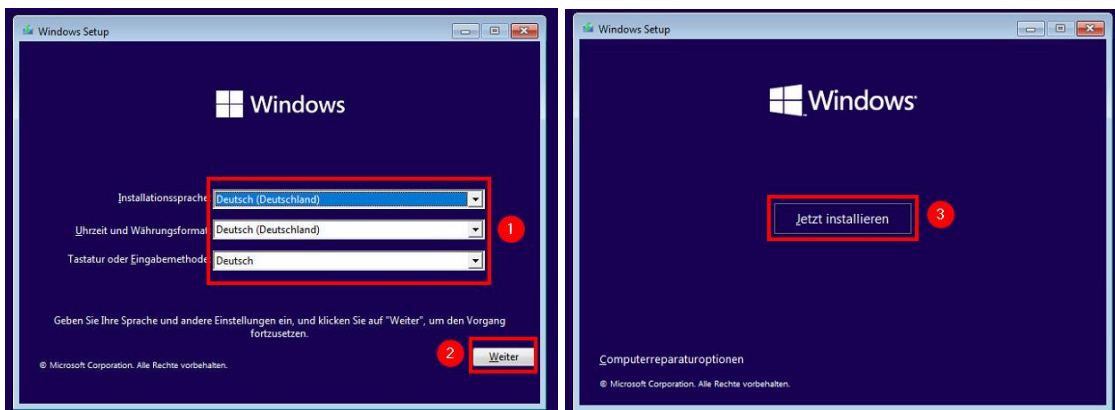 Windows Setup
Windows
Installationssprache
Deutsch (Deutschland)
Uhrzeit und Währungsformat
Deutsch (Deutschland)
1
Tastatur oder Eingabemethode
Deutsch
Geben Sie Ihre Sprache und andere Einstellungen ein, und klicken Sie auf "Weiter", um den Vorgang
fortzusetzen.
2
Weiter
© Microsoft Corporation. Alle Rechte vorbehalten.
Windows Setup
Windows
Jetzt installieren
3
Computerreparaturoptionen
© Microsoft Corporation. Alle Rechte vorbehalten.